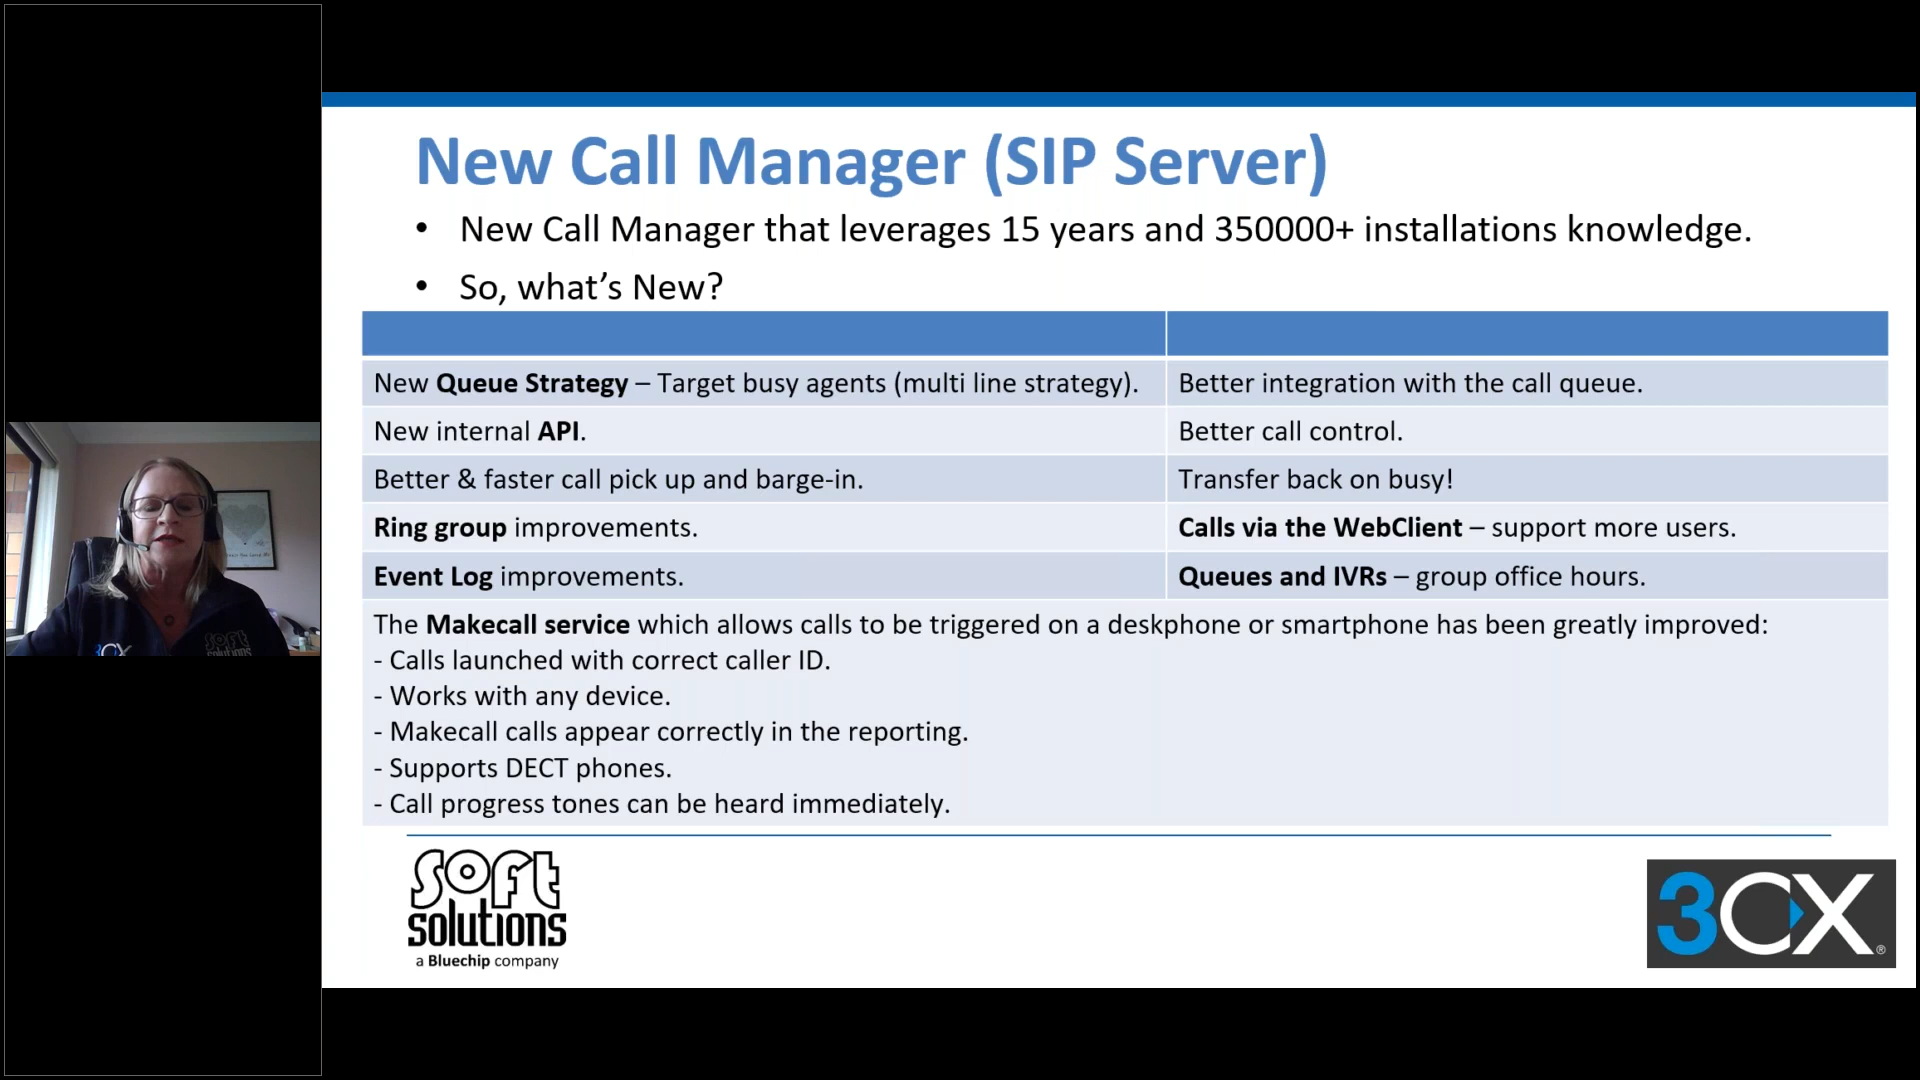 New Call Manager (SIP Server)
• New Call Manager that leverages 15 years and 350000+ installations knowledge.
• So, what’s New?
New Queue Strategy – Target busy agents (multi line strategy).
Better integration with the call queue.
New internal API.
Better call control.
Better & faster call pick up and barge-in.
Transfer back on busy!
Ring group improvements.
Calls via the WebClient – support more users.
Event Log improvements.
Queues and IVRs – group office hours.
The Makecall service which allows calls to be triggered on a deskphone or smartphone has been greatly improved:
- Calls launched with correct caller ID.
- Works with any device.
- Makecall calls appear correctly in the reporting.
- Supports DECT phones.
- Call progress tones can be heard immediately.
soft
solutions
a Bluechip company
3CX®
3CX
soft
solutions